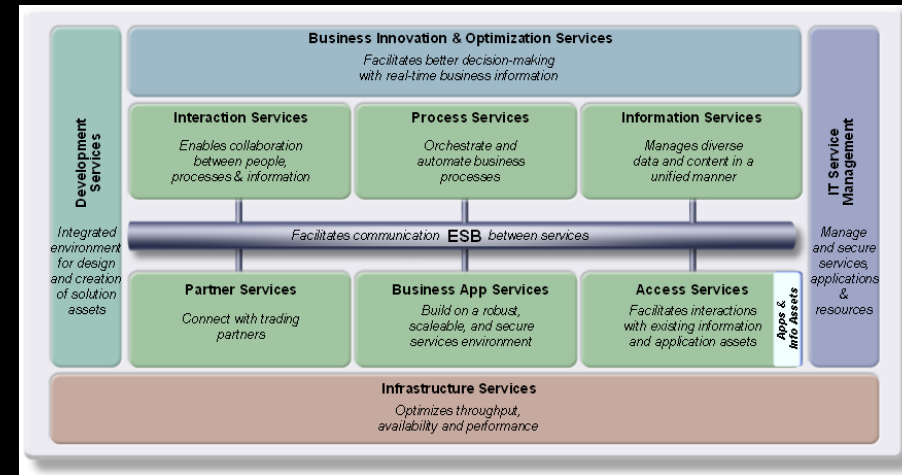 Business Innovation & Optimization Services
Facilitates better decision-making
with real-time business information
Development
Services
Integrated
environment
for design
and creation
of solution
assets
Interaction Services
Enables collaboration
between people,
processes & information
Process Services
Orchestrate and
automate business
processes
Information Services
Manages diverse
data and content in a
unified manner
IT Service
Management
Manage
and secure
services,
applications
&
resources
Facilitates communication ESB between services
Partner Services
Connect with trading
partners
Business App Services
Build on a robust,
scaleable, and secure
services environment
Access Services
Facilitates interactions
with existing information
and application assets
Apps &
Info Assets
Infrastructure Services
Optimizes throughput,
availability and performance